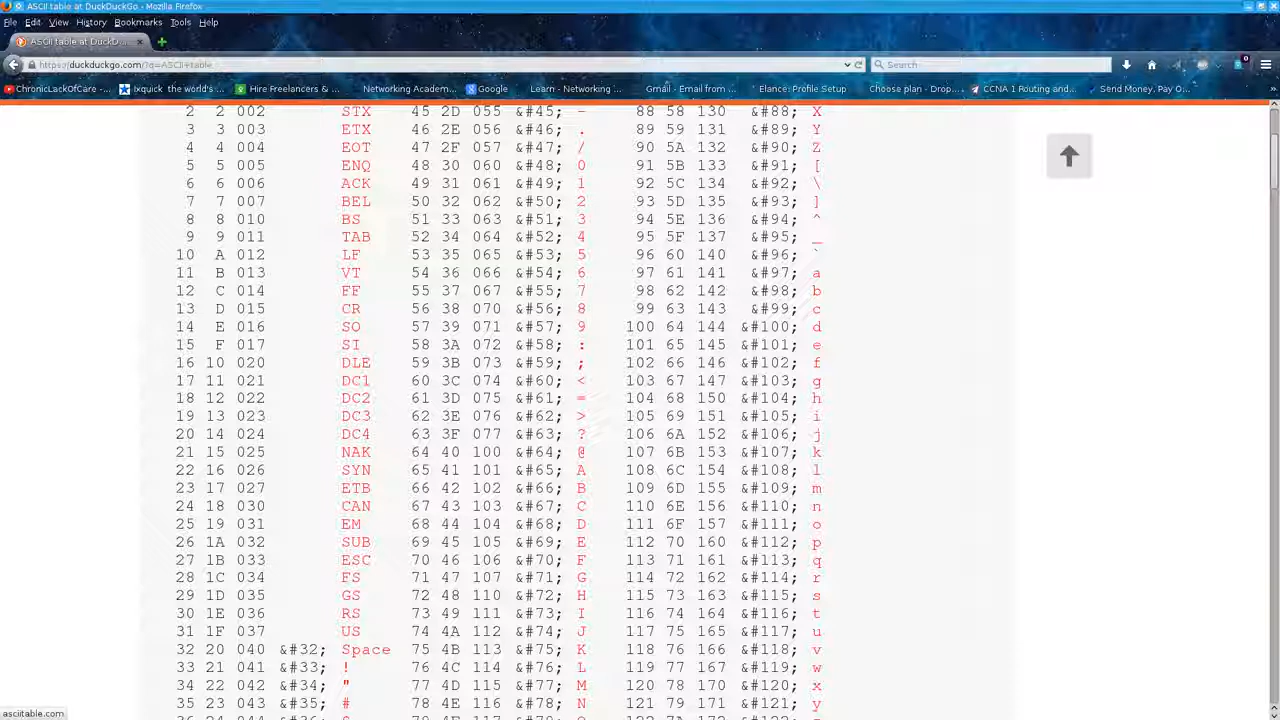 ASCII table at DuckDuckGo - Mozilla Firefox
File Edit View History Bookmarks Tools Help
ASCII table at DuckD...
https://duckduckgo.com/?q=ASCII+table
Search
ChronicLackOfCare -... Ixquick the world's ... Hire Freelancers & ... Networking Academ... Google Learn - Networking ... Gmail - Email from ... Elance: Profile Setup Choose plan - Drop... CCNA 1 Routing and... Send Money, Pay O...
2 2 002 STX 45 2D 055 &#45; - 88 58 130 &#88; X
3 3 003 ETX 46 2E 056 &#46; . 89 59 131 &#89; Y
4 4 004 EOT 47 2F 057 &#47; / 90 5A 132 &#90; Z
5 5 005 ENQ 48 30 060 &#48; 0 91 5B 133 &#91; [
6 6 006 ACK 49 31 061 &#49; 1 92 5C 134 &#92; \
7 7 007 BEL 50 32 062 &#50; 2 93 5D 135 &#93; ]
8 8 010 BS 51 33 063 &#51; 3 94 5E 136 &#94; ^
9 9 011 TAB 52 34 064 &#52; 4 95 5F 137 &#95; _
10 A 012 LF 53 35 065 &#53; 5 96 60 140 &#96; `
11 B 013 VT 54 36 066 &#54; 6 97 61 141 &#97; a
12 C 014 FF 55 37 067 &#55; 7 98 62 142 &#98; b
13 D 015 CR 56 38 070 &#56; 8 99 63 143 &#99; c
14 E 016 SO 57 39 071 &#57; 9 100 64 144 &#100; d
15 F 017 SI 58 3A 072 &#58; : 101 65 145 &#101; e
16 10 020 DLE 59 3B 073 &#59; ; 102 66 146 &#102; f
17 11 021 DC1 60 3C 074 &#60; < 103 67 147 &#103; g
18 12 022 DC2 61 3D 075 &#61; = 104 68 150 &#104; h
19 13 023 DC3 62 3E 076 &#62; > 105 69 151 &#105; i
20 14 024 DC4 63 3F 077 &#63; ? 106 6A 152 &#106; j
21 15 025 NAK 64 40 100 &#64; @ 107 6B 153 &#107; k
22 16 026 SYN 65 41 101 &#65; A 108 6C 154 &#108; l
23 17 027 ETB 66 42 102 &#66; B 109 6D 155 &#109; m
24 18 030 CAN 67 43 103 &#67; C 110 6E 156 &#110; n
25 19 031 EM 68 44 104 &#68; D 111 6F 157 &#111; o
26 1A 032 SUB 69 45 105 &#69; E 112 70 160 &#112; p
27 1B 033 ESC 70 46 106 &#70; F 113 71 161 &#113; q
28 1C 034 FS 71 47 107 &#71; G 114 72 162 &#114; r
29 1D 035 GS 72 48 110 &#72; H 115 73 163 &#115; s
30 1E 036 RS 73 49 111 &#73; I 116 74 164 &#116; t
31 1F 037 US 74 4A 112 &#74; J 117 75 165 &#117; u
32 20 040 &#32; Space 75 4B 113 &#75; K 118 76 166 &#118; v
33 21 041 &#33; ! 76 4C 114 &#76; L 119 77 167 &#119; w
34 22 042 &#34; " 77 4D 115 &#77; M 120 78 170 &#120; x
35 23 043 &#35; # 78 4E 116 &#78; N 121 79 171 &#121; y
asciitable.com